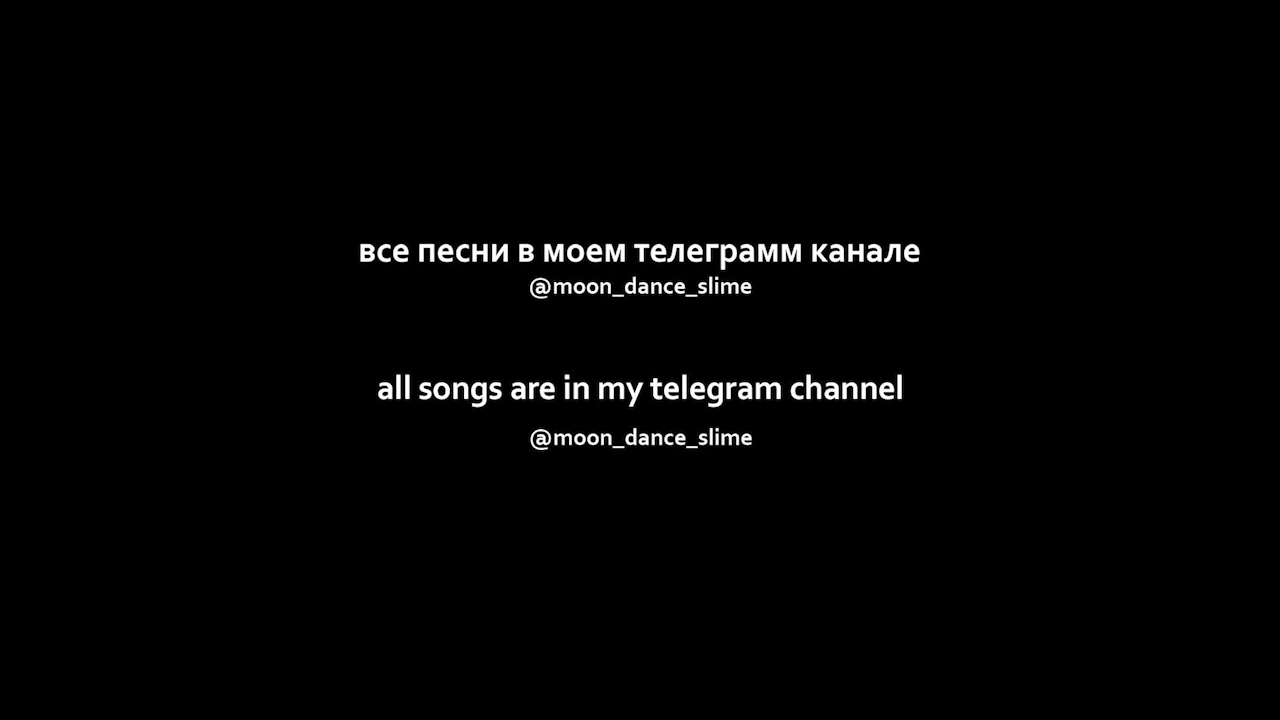 все песни в моем телеграмм канале
@moon_dance_slime
all songs are in my telegram channel
@moon_dance_slime